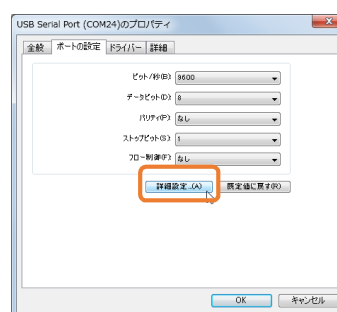 USB Serial Port (COM24)のプロパティ
全般 ポートの設定 ドライバー 詳細
ビット/秒(B): 9600
データ ビット(D): 8
パリティ(P): なし
ストップ ビット(S): 1
フロー制御(F): なし
詳細設定...(A) 既定値に戻す(R)
OK キャンセル